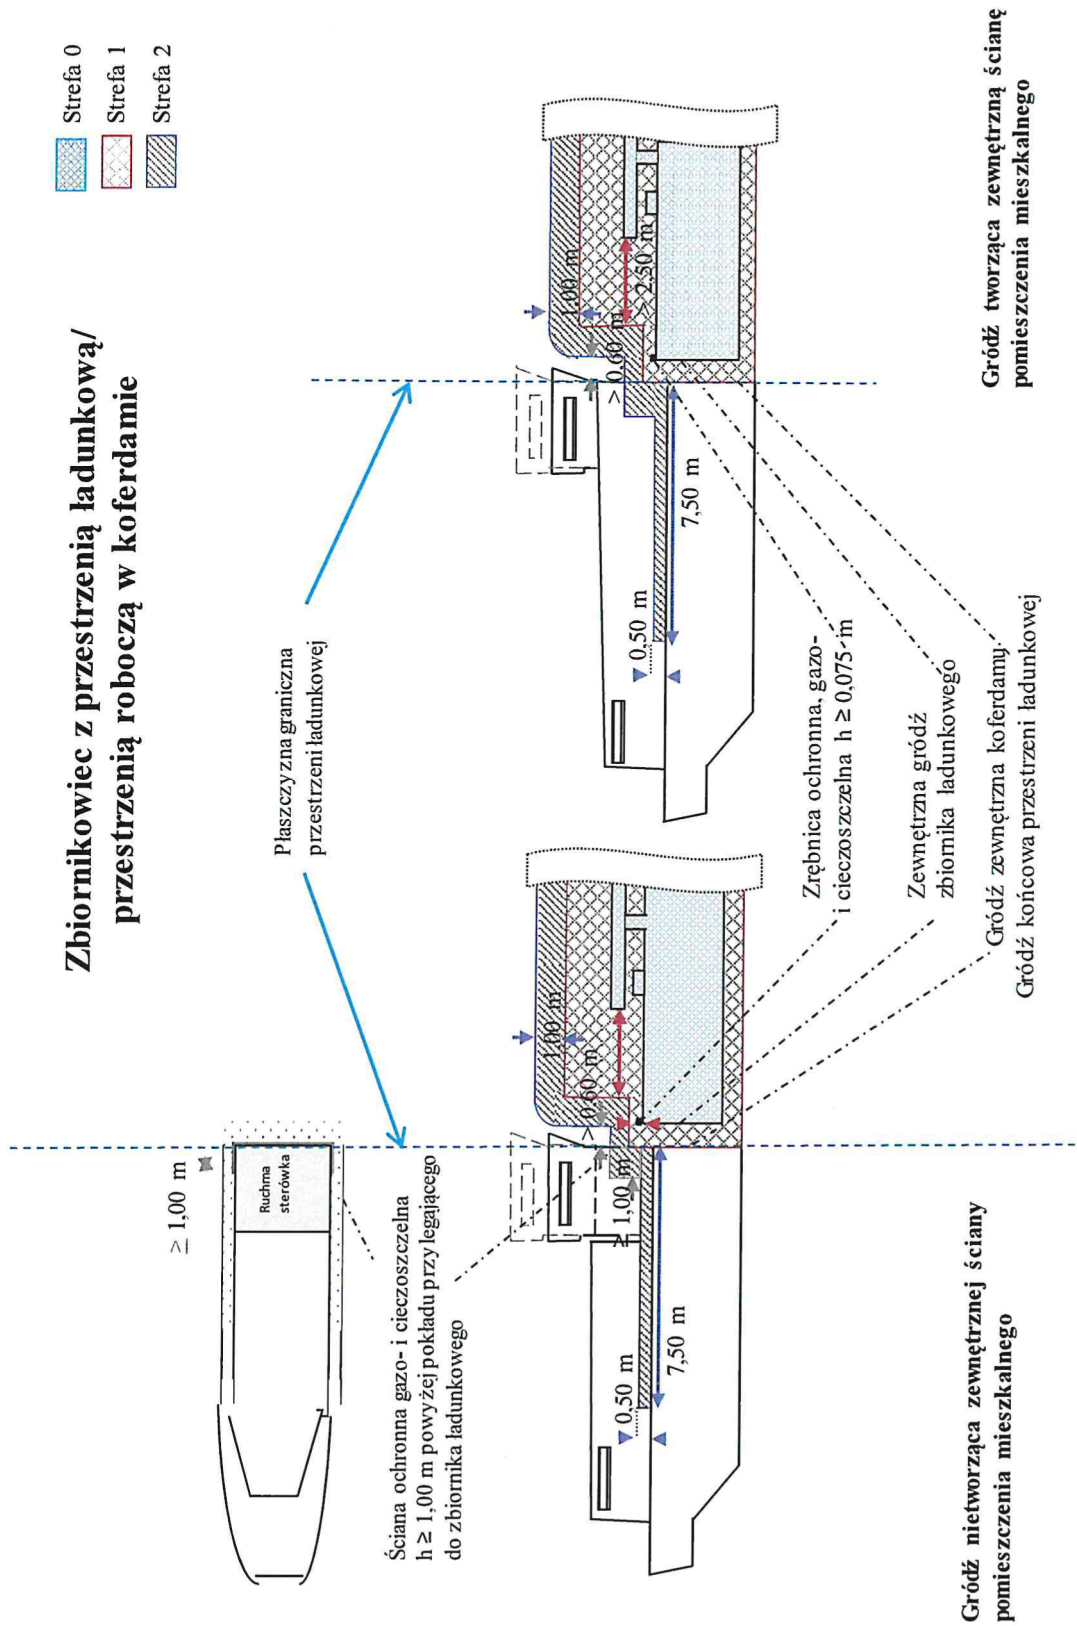 Zbiornikowiec z przestrzenią ładunkową/
przestrzenią roboczą w koferdamie
Strefa 0
Strefa 1
Strefa 2
Płaszczyzna graniczna
przestrzeni ładunkowej
≥ 1,00 m
Ruchma
sterówka
Ściana ochronna gazo- i cieczoszczelna
h ≥ 1,00 m powyżej pokładu przylegającego
do zbiornika ładunkowego
1,00 m
> 0,60 m
≥ 1,00 m
0,50 m
7,50 m
1,00 m
> 0,60 m
> 2,50 m
0,50 m
7,50 m
Zrębnica ochronna, gazo-
i cieczoszczelna h ≥ 0,075 m
Zewnętrzna gródź
zbiornika ładunkowego
Gródź zewnętrzna koferdamu
Gródź końcowa przestrzeni ładunkowej
Gródź nietworząca zewnętrznej ściany
pomieszczenia mieszkalnego
Gródź tworząca zewnętrzną ścianę
pomieszczenia mieszkalnego